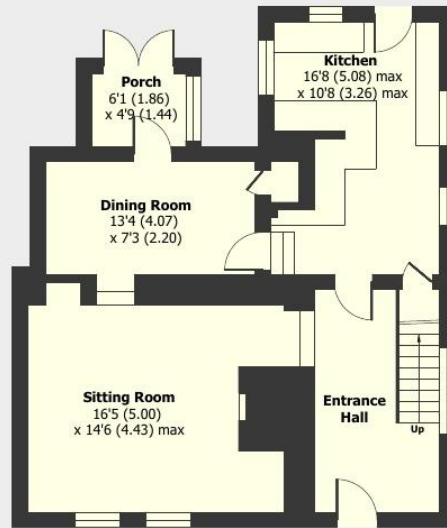 Kitchen
16'8 (5.08) max
x 10'8 (3.26) max
Porch
6'1 (1.86)
x 4'9 (1.44)
Dining Room
13'4 (4.07)
x 7'3 (2.20)
Sitting Room
16'5 (5.00)
x 14'6 (4.43) max
Entrance
Hall
Up